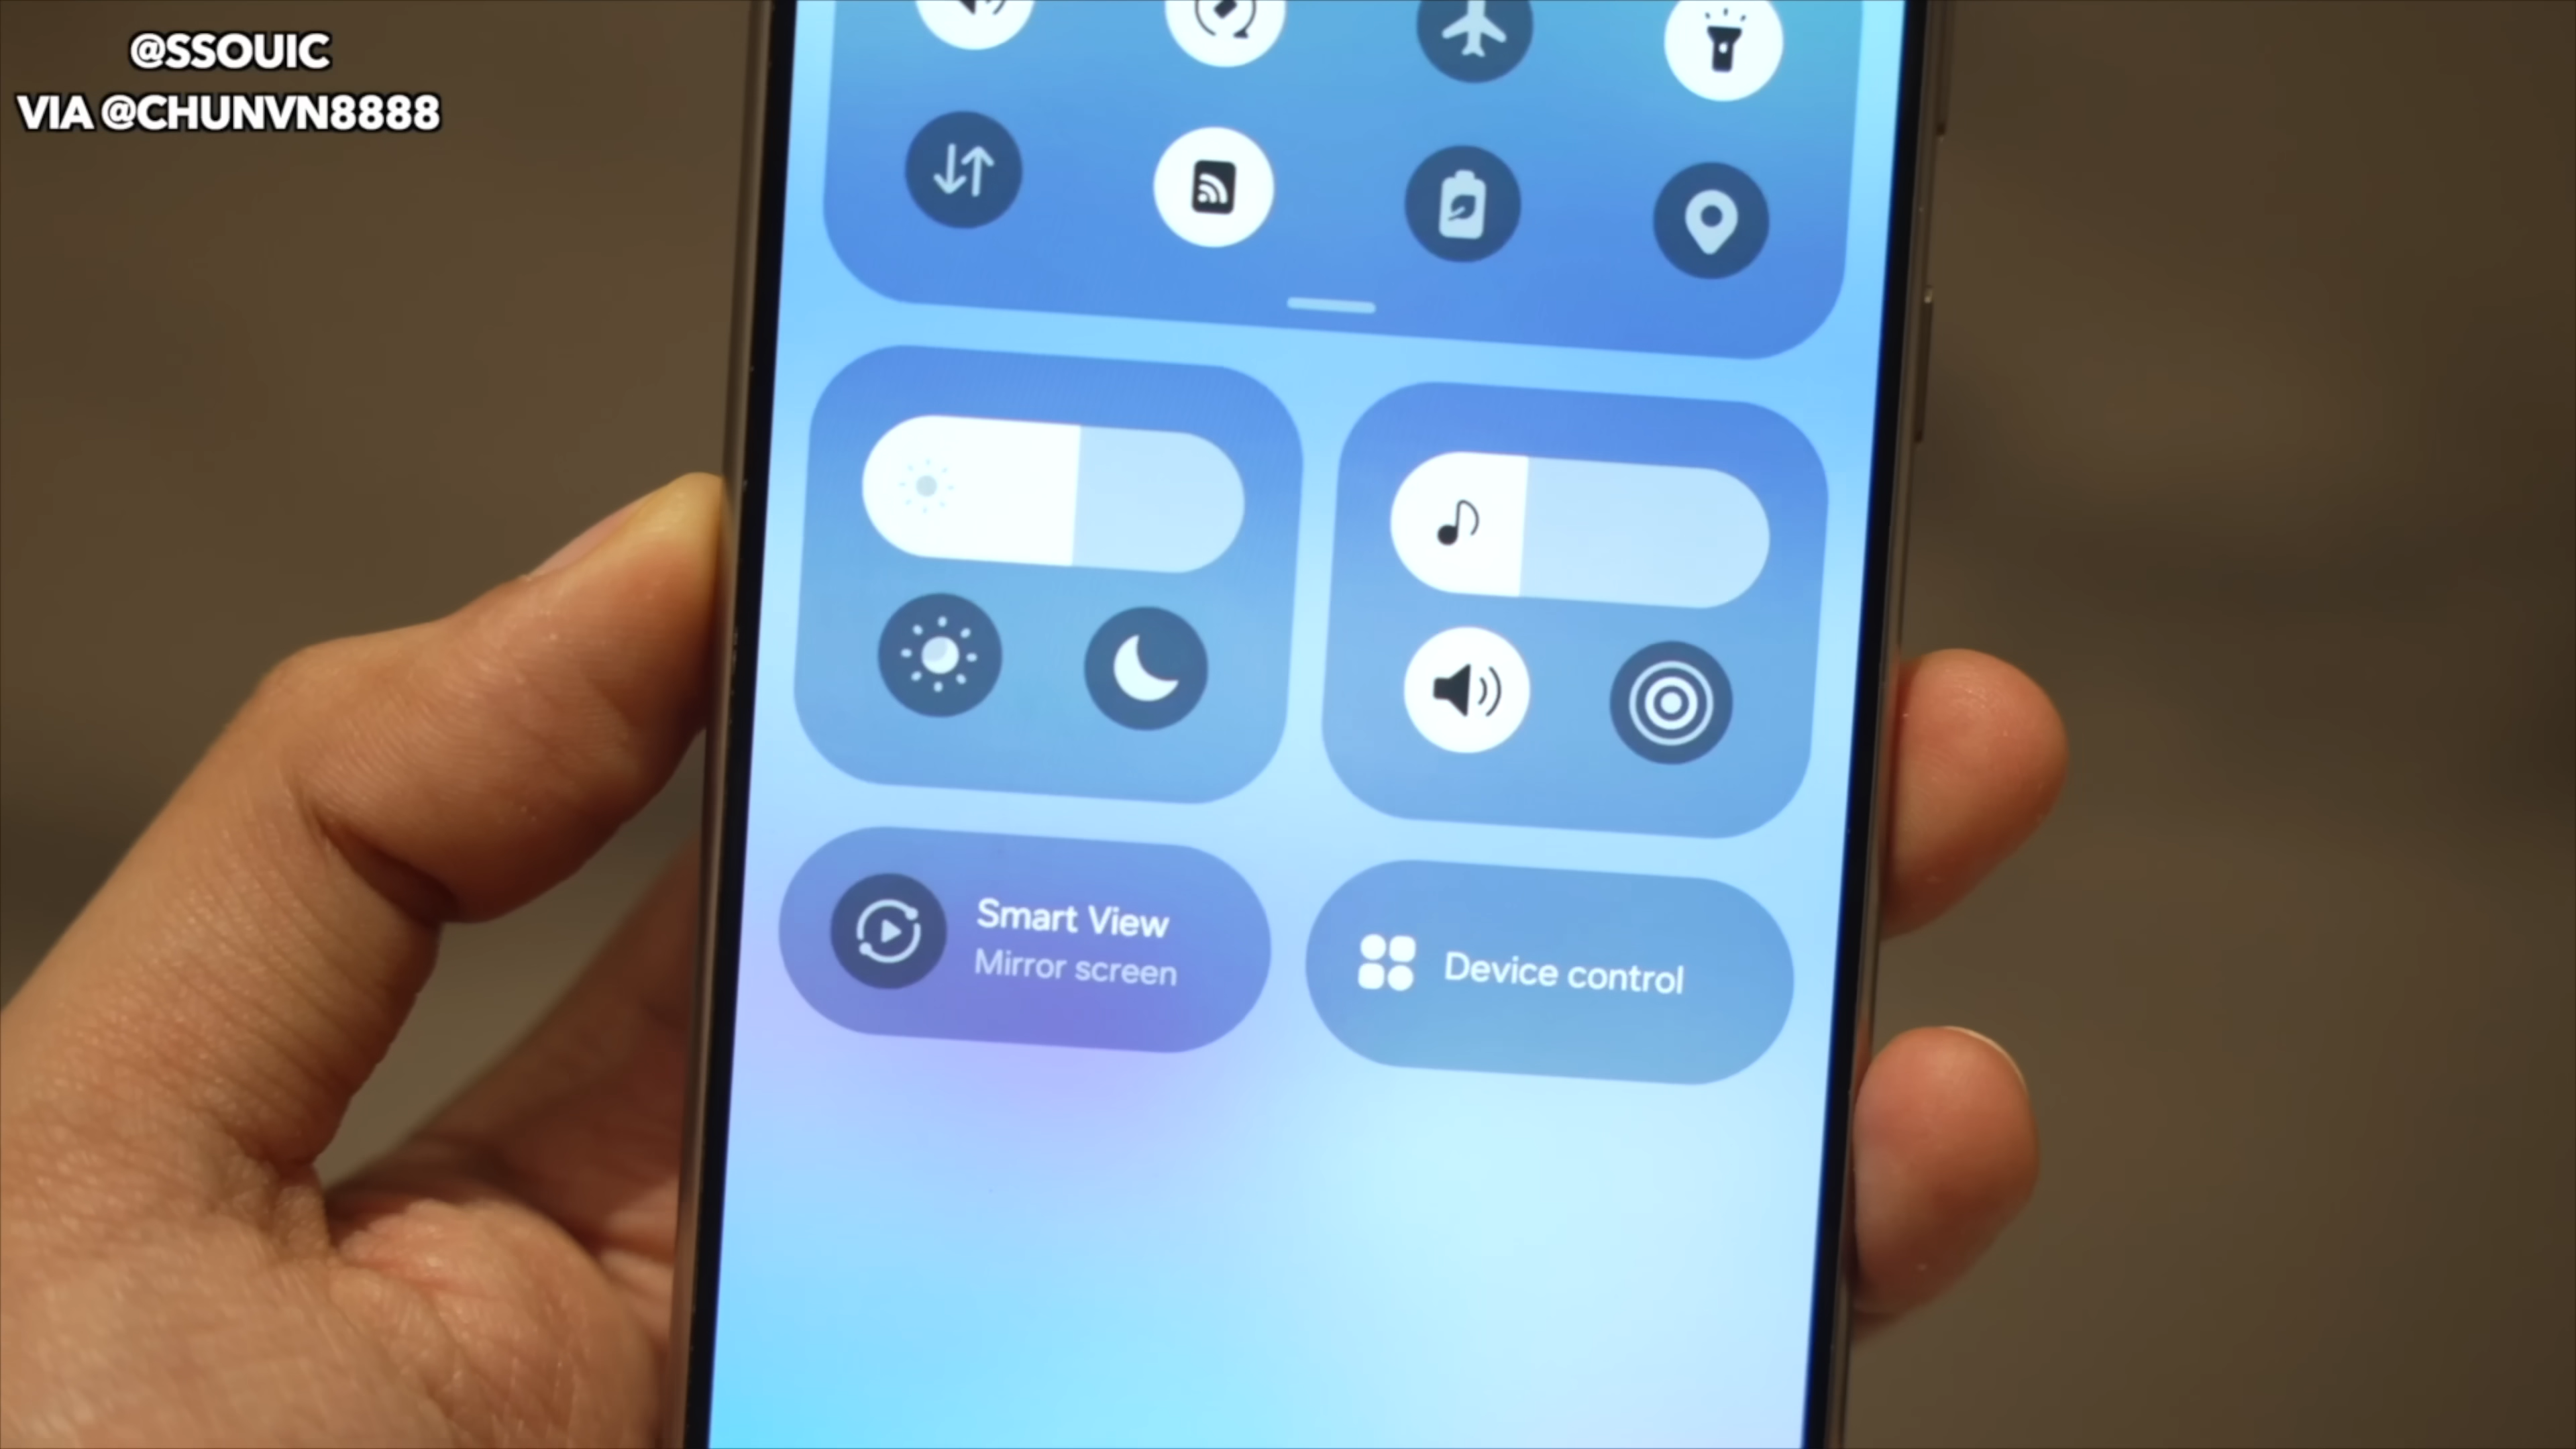 @SSOUIC
VIA @CHUNVN8888
Smart View
Mirror screen
Device control